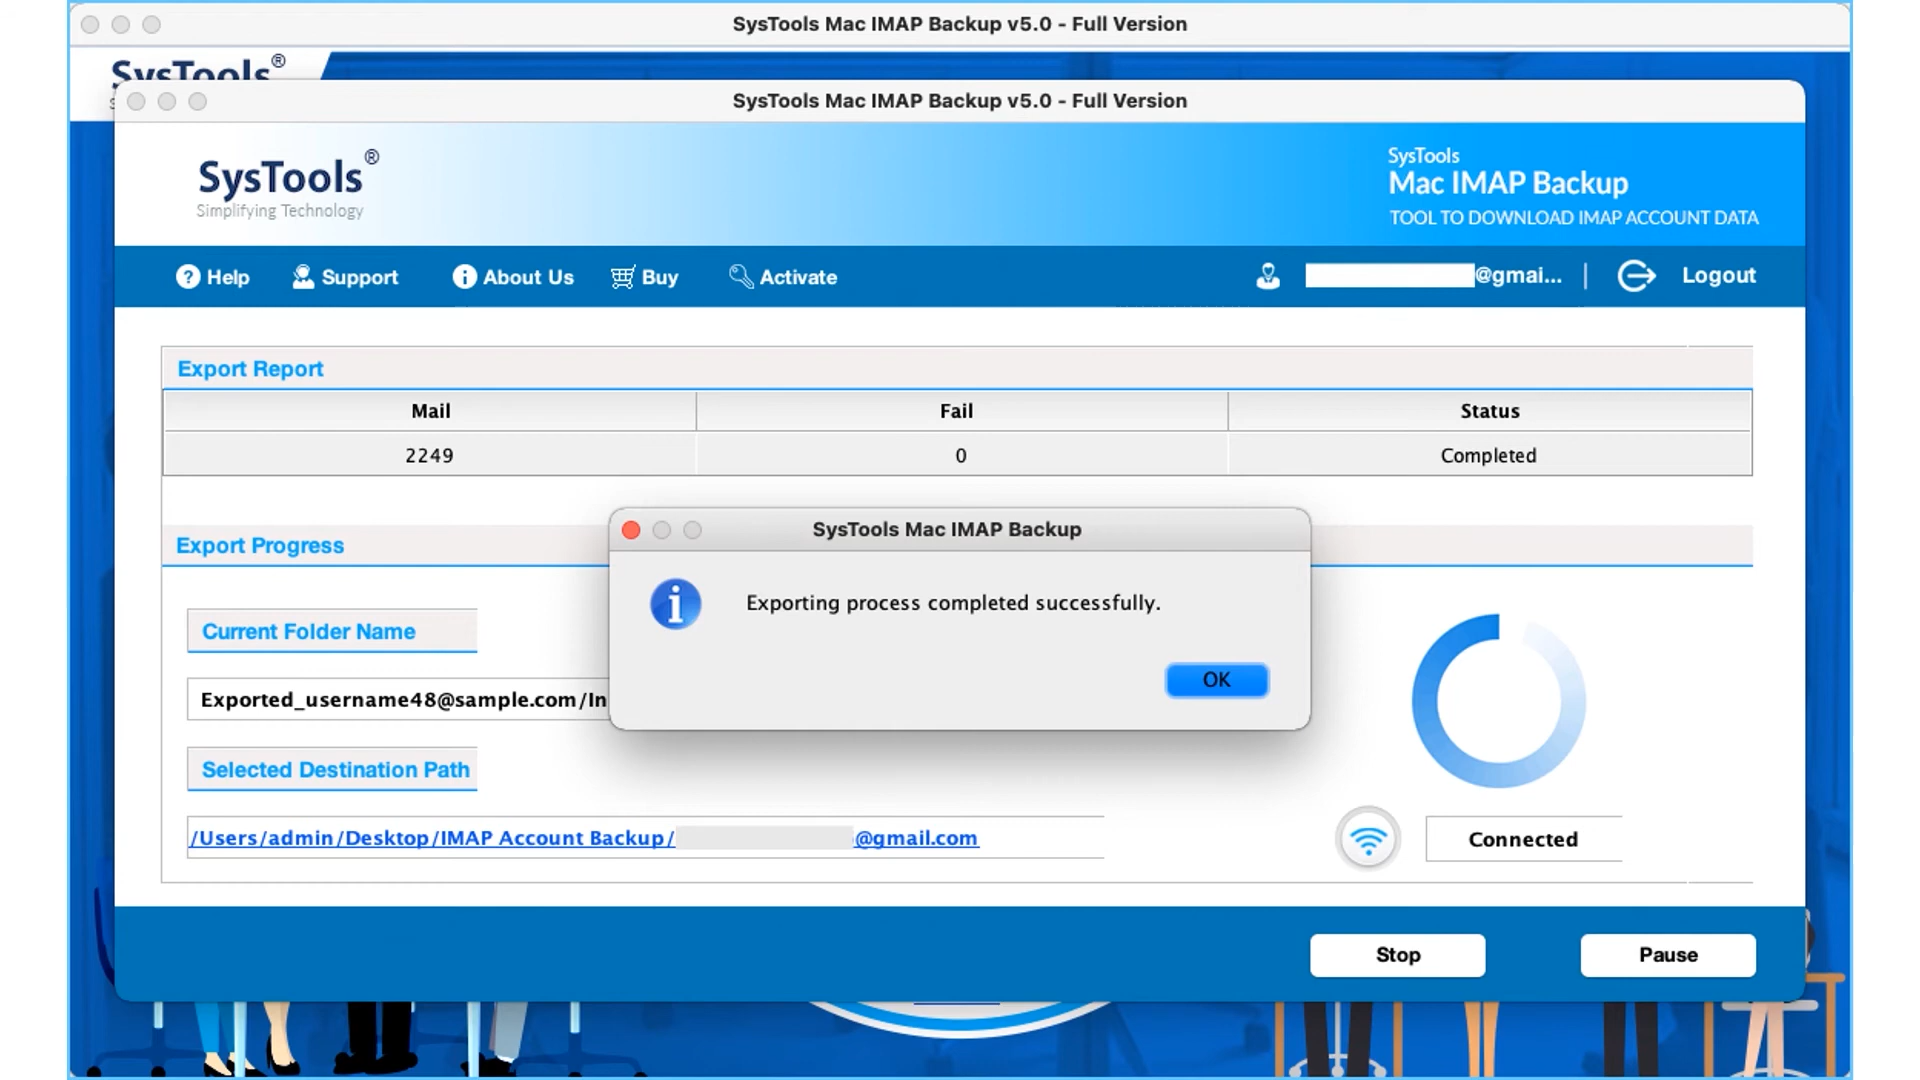 SysTools Mac IMAP Backup v5.0 - Full Version
SysTools®
SysTools Mac IMAP Backup v5.0 - Full Version
SysTools®
Simplifying Technology
SysTools
Mac IMAP Backup
TOOL TO DOWNLOAD IMAP ACCOUNT DATA
Help Support About Us Buy Activate @gmai... | Logout
Export Report
Mail Fail Status
2249 0 Completed
Export Progress
SysTools Mac IMAP Backup
Exporting process completed successfully.
OK
Current Folder Name
Exported_username48@sample.com/In
Selected Destination Path
/Users/admin/Desktop/IMAP Account Backup/ @gmail.com
Connected
Stop Pause